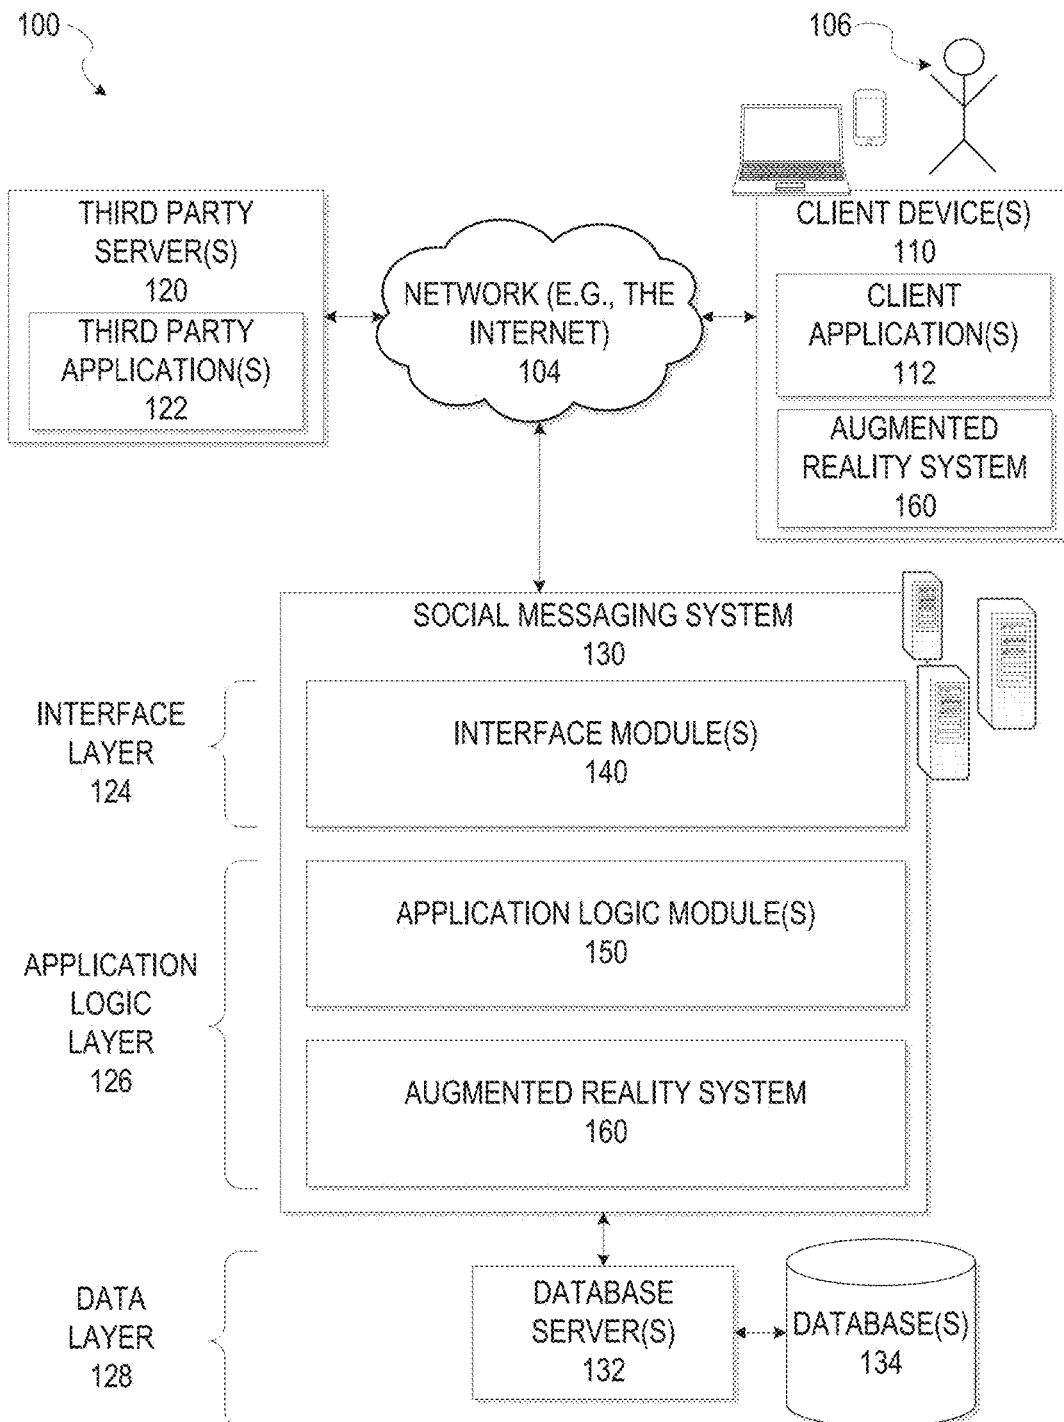 100
106
THIRD PARTY
SERVER(S)
120
THIRD PARTY
APPLICATION(S)
122
NETWORK (E.G., THE
INTERNET)
104
CLIENT DEVICE(S)
110
CLIENT
APPLICATION(S)
112
AUGMENTED
REALITY SYSTEM
160
SOCIAL MESSAGING SYSTEM
130
INTERFACE
LAYER
124
INTERFACE MODULE(S)
140
APPLICATION
LOGIC
LAYER
126
APPLICATION LOGIC MODULE(S)
150
AUGMENTED REALITY SYSTEM
160
DATA
LAYER
128
DATABASE
SERVER(S)
132
DATABASE(S)
134